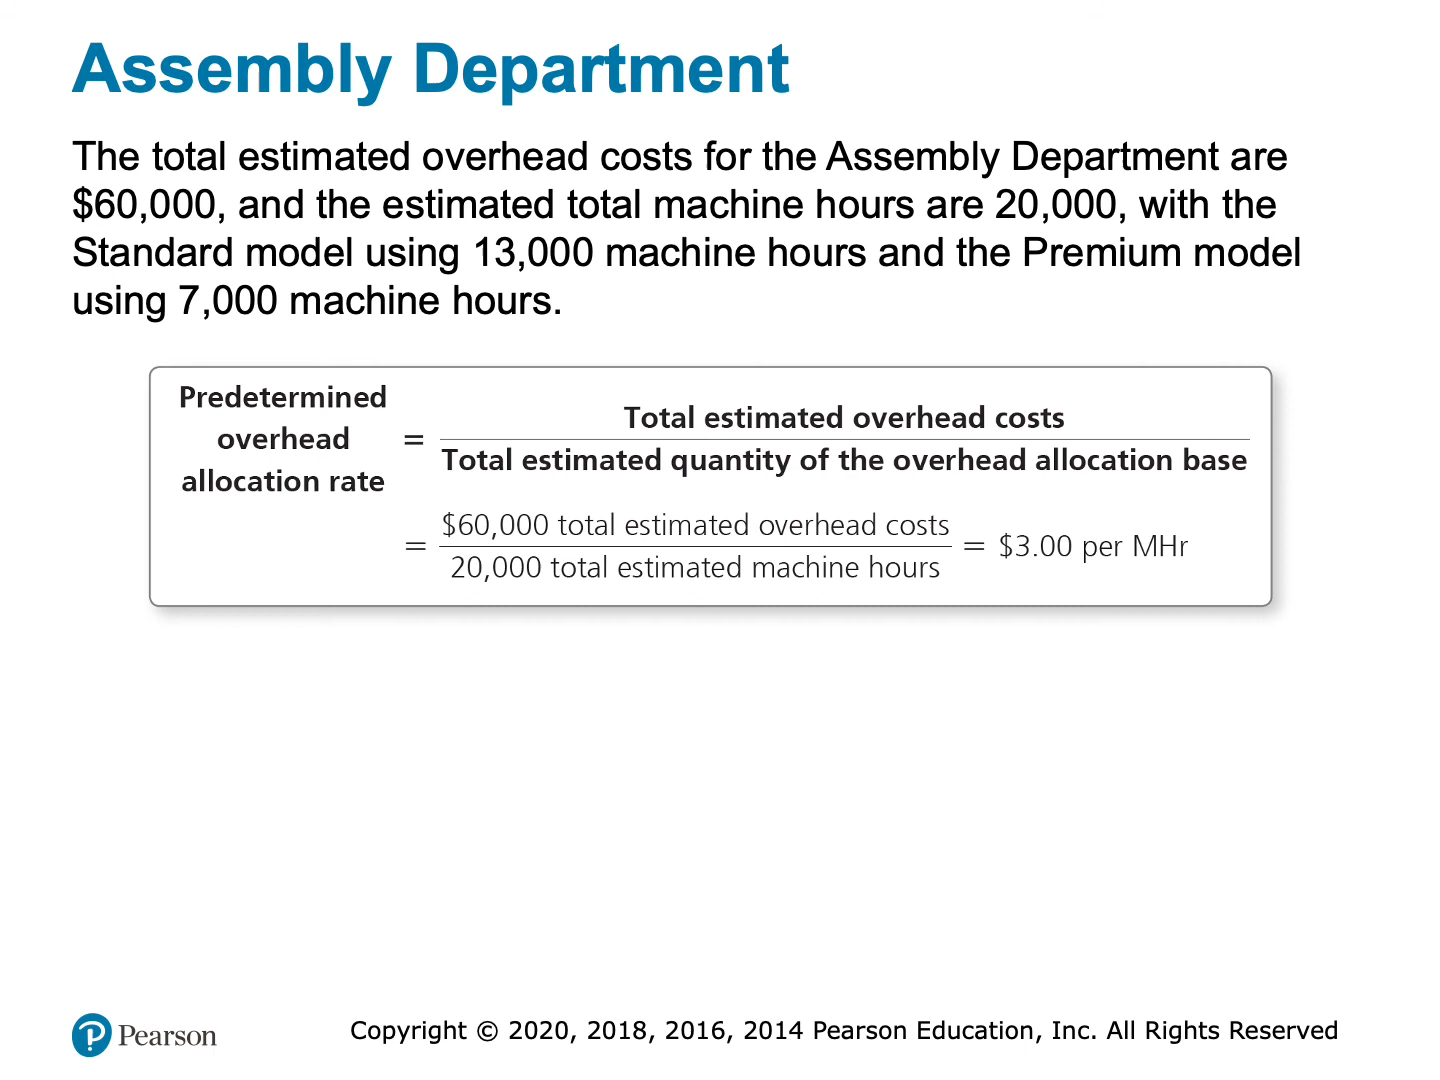 Assembly Department
The total estimated overhead costs for the Assembly Department are
$60,000, and the estimated total machine hours are 20,000, with the
Standard model using 13,000 machine hours and the Premium model
using 7,000 machine hours.
Predetermined
overhead
allocation rate
=
Total estimated overhead costs
Total estimated quantity of the overhead allocation base
=
$60,000 total estimated overhead costs
20,000 total estimated machine hours
= $3.00 per MHr
Pearson
Copyright © 2020, 2018, 2016, 2014 Pearson Education, Inc. All Rights Reserved